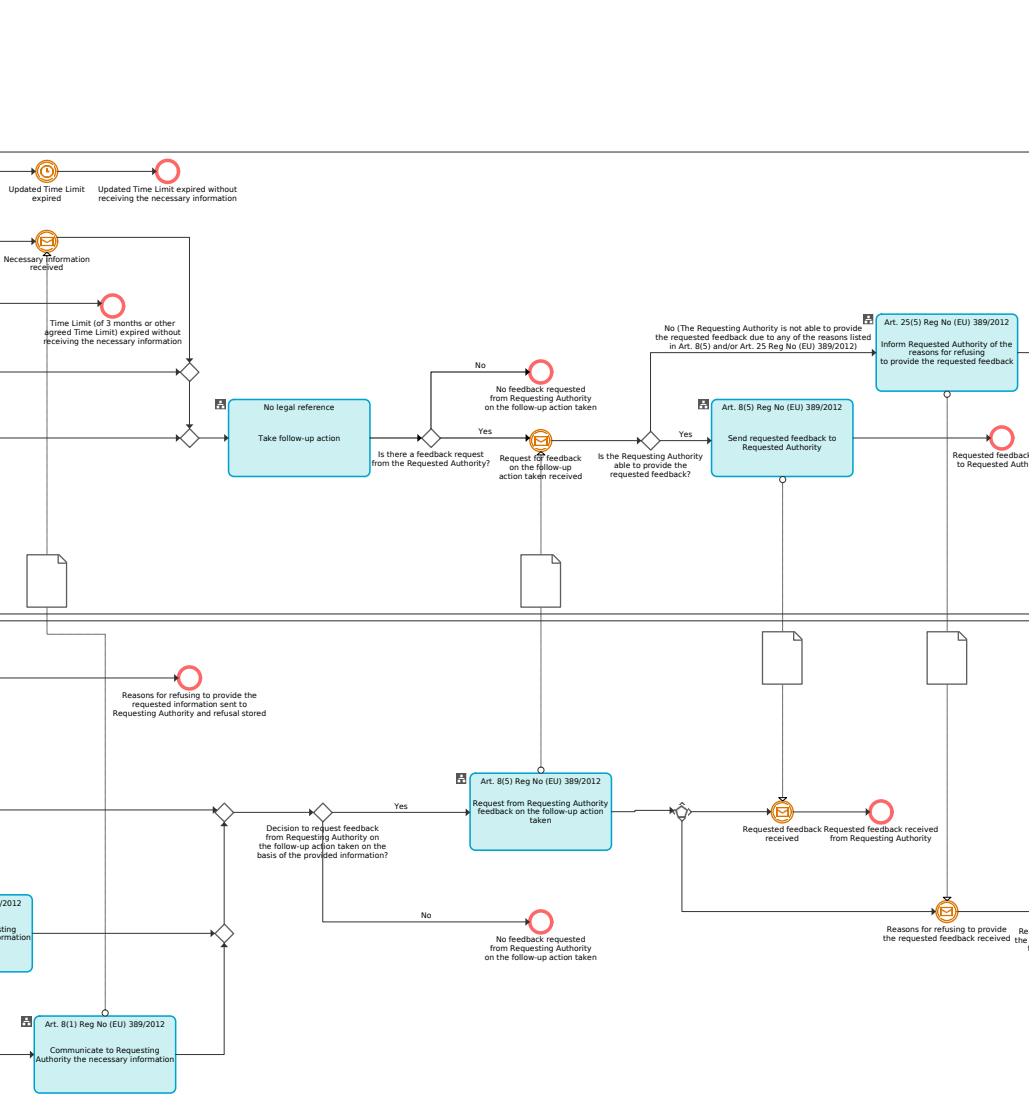 Updated Time Limit
expired
Updated Time Limit expired without
receiving the necessary information
Necessary information
received
Time Limit (of 3 months or other
agreed Time Limit) expired without
receiving the necessary information
No legal reference
Take follow-up action
Is there a feedback request
from the Requested Authority?
No
No feedback requested
from Requesting Authority
on the follow-up action taken
Yes
Request for feedback
on the follow-up
action taken received
Is the Requesting Authority
able to provide the
requested feedback?
No (The Requesting Authority is not able to provide
the requested feedback due to any of the reasons listed
in Art. 8(5) and/or Art. 25 Reg No (EU) 389/2012)
Yes
Art. 25(5) Reg No (EU) 389/2012
Inform Requested Authority of the
reasons for refusing
to provide the requested feedback
Art. 8(5) Reg No (EU) 389/2012
Send requested feedback to
Requested Authority
Requested feedback
to Requested Auth
Reasons for refusing to provide the
requested information sent to
Requesting Authority and refusal stored
Decision to request feedback
from Requesting Authority on
the follow-up action taken on the
basis of the provided information?
Yes
Art. 8(5) Reg No (EU) 389/2012
Request from Requesting Authority
feedback on the follow-up action
taken
Requested feedback
received
Requested feedback received
from Requesting Authority
No
No feedback requested
from Requesting Authority
on the follow-up action taken
Reasons for refusing to provide
the requested feedback received
Re
the
/2012
sting
ormation
Art. 8(1) Reg No (EU) 389/2012
Communicate to Requesting
Authority the necessary information